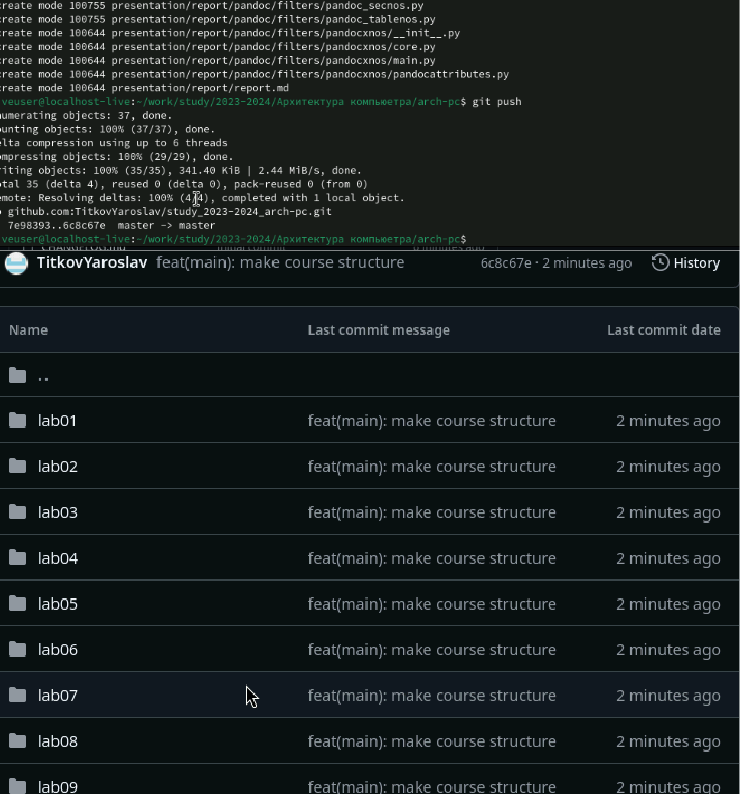 create mode 100755 presentation/report/pandoc/filters/pandoc_secnos.py
create mode 100755 presentation/report/pandoc/filters/pandoc_tablenos.py
create mode 100644 presentation/report/pandoc/filters/pandocxnos/__init__.py
create mode 100644 presentation/report/pandoc/filters/pandocxnos/core.py
create mode 100644 presentation/report/pandoc/filters/pandocxnos/main.py
create mode 100644 presentation/report/pandoc/filters/pandocxnos/pandocattributes.py
create mode 100644 presentation/report/report.md
veuser@localhost-live:~/work/study/2023-2024/Архитектура компьютера/arch-pc$ git push
numerating objects: 37, done.
ounting objects: 100% (37/37), done.
elta compression using up to 6 threads
ompressing objects: 100% (29/29), done.
riting objects: 100% (35/35), 341.40 KiB | 2.44 MiB/s, done.
otal 35 (delta 4), reused 0 (delta 0), pack-reused 0 (from 0)
emote: Resolving deltas: 100% (4/4), completed with 1 local object.
o github.com:TitkovYaroslav/study_2023-2024_arch-pc.git
7e98393..6c8c67e master -> master
veuser@localhost-live:~/work/study/2023-2024/Архитектура компьютера/arch-pc$
TitkovYaroslav feat(main): make course structure 6c8c67e · 2 minutes ago History
Name Last commit message Last commit date
..
lab01 feat(main): make course structure 2 minutes ago
lab02 feat(main): make course structure 2 minutes ago
lab03 feat(main): make course structure 2 minutes ago
lab04 feat(main): make course structure 2 minutes ago
lab05 feat(main): make course structure 2 minutes ago
lab06 feat(main): make course structure 2 minutes ago
lab07 feat(main): make course structure 2 minutes ago
lab08 feat(main): make course structure 2 minutes ago
lab09 feat(main): make course structure 2 minutes ago